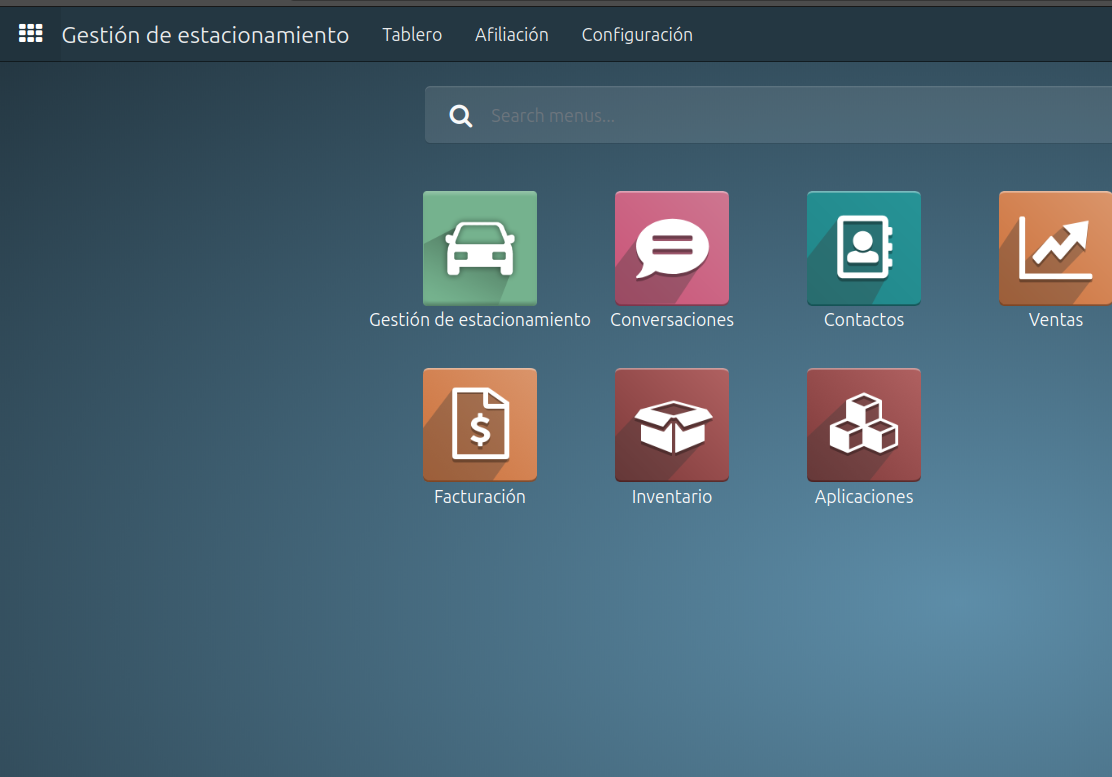 Gestión de estacionamiento Tablero Afiliación Configuración
Search menus...
Gestión de estacionamiento Conversaciones Contactos Ventas
$
Facturación Inventario Aplicaciones